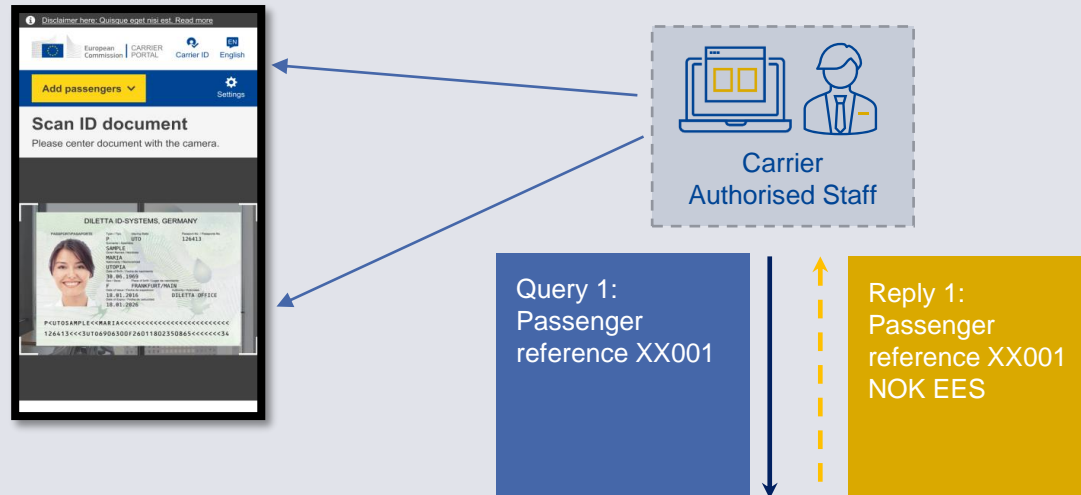 Disclaimer here: Quisque eget nisi est. Read more
European
Commission
CARRIER
PORTAL
Carrier ID
EN
English
Add passengers
Settings
Scan ID document
Please center document with the camera.
DILETTA ID-SYSTEMS, GERMANY
P
UTO
126413
SAMPLE
MARIA
UTOPIA
30.06.1969
F
FRANKFURT/MAIN
18.01.2016
DILETTA OFFICE
18.01.2026
P<UTOSAMPLE<<MARIA<<<<<<<<<<<<<<<<<<<<<<<<<<
Carrier
Authorised Staff
Query 1:
Passenger
reference XX001
Reply 1:
Passenger
reference XX001
NOK EES